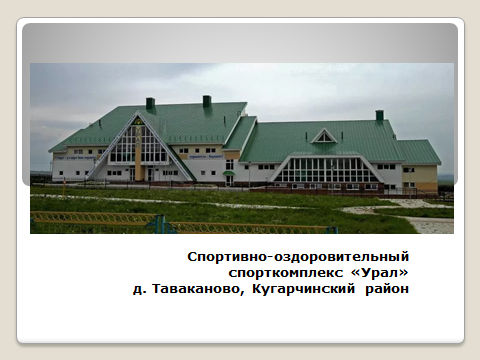 Спортивно-оздоровительный
спорткомплекс «Урал»
д. Таваканово, Кугарчинский район